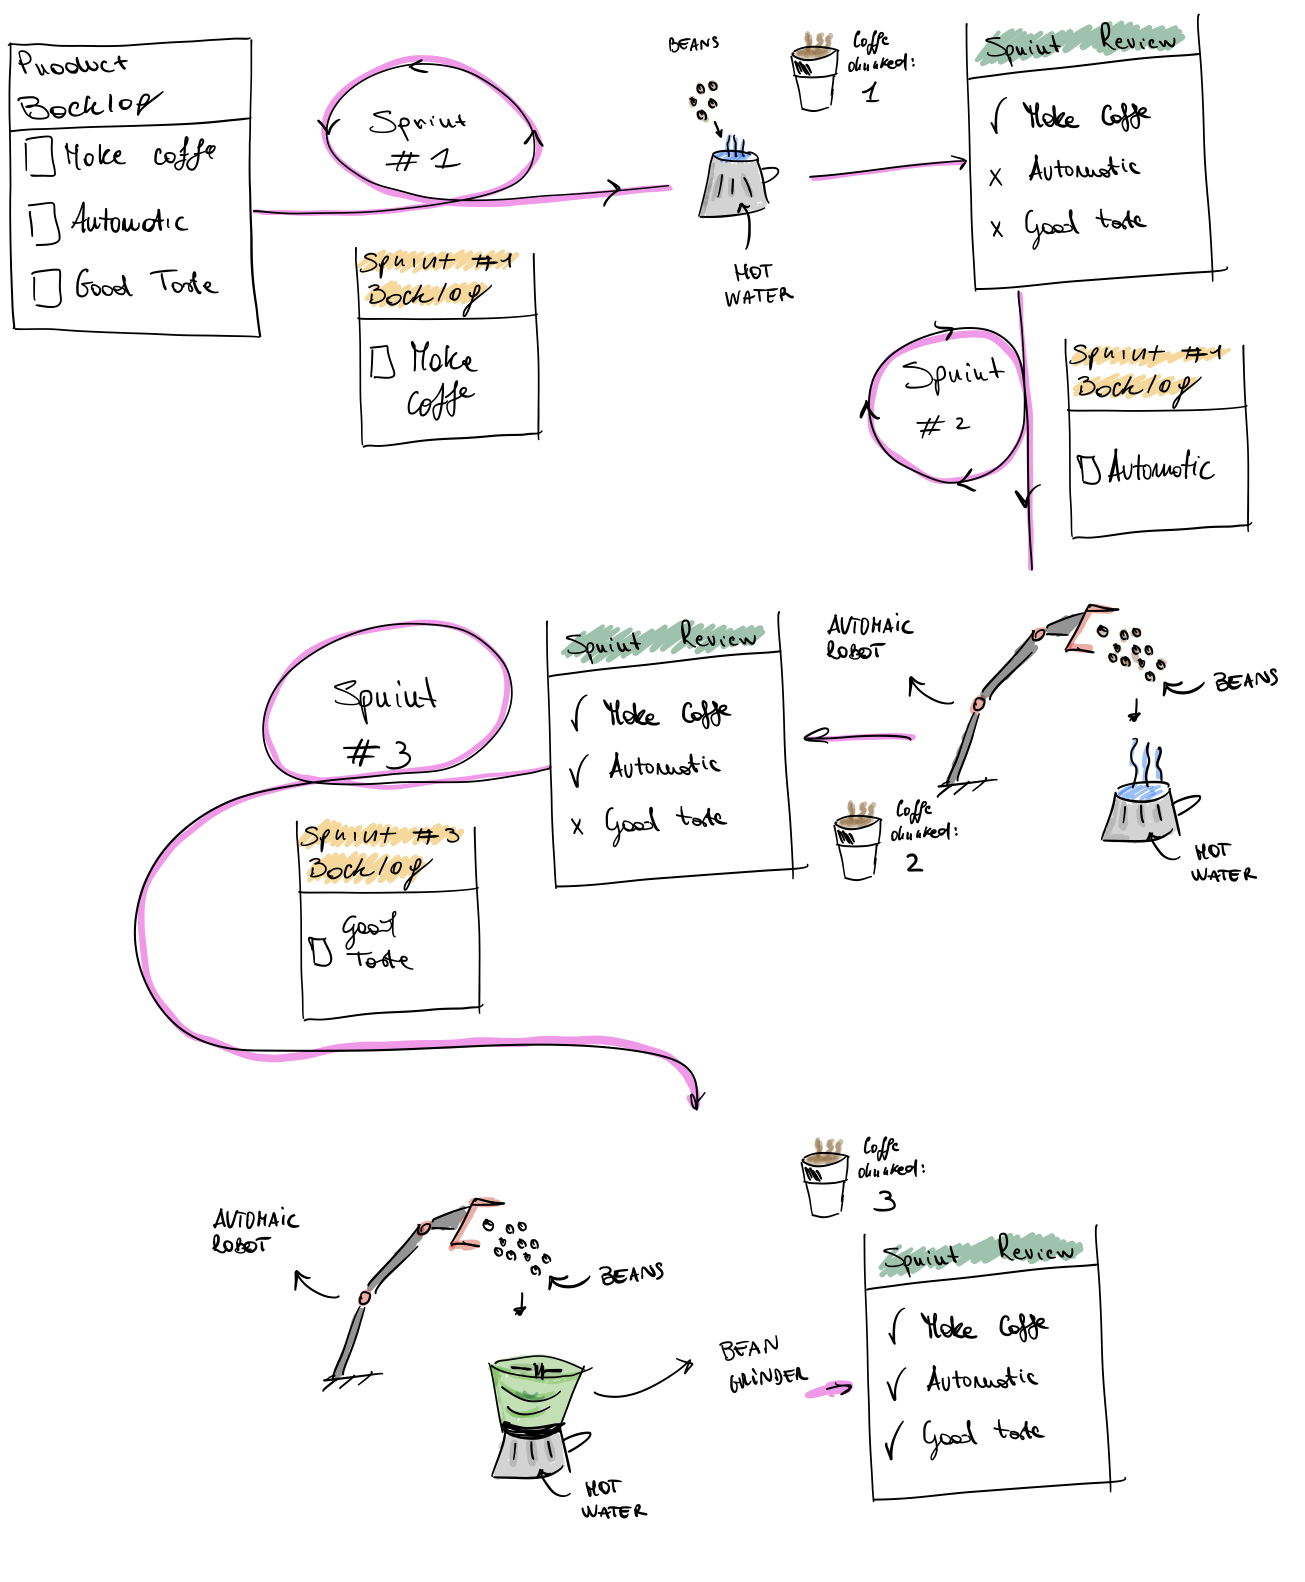 Product
Backlog
Make coffe
Automatic
Good Taste
Sprint
# 1
Sprint #1
Backlog
Make
coffe
BEANS
HOT
WATER
Coffe
drunked:
1
Sprint Review
✓ Make Coffe
x Automatic
x Good taste
Sprint
# 2
Sprint #1
Backlog
Automatic
AUTOMAIC
ROBOT
BEANS
HOT
WATER
Coffe
drunked:
2
Sprint Review
✓ Make Coffe
✓ Automatic
x Good taste
Sprint
# 3
Sprint #3
Backlog
Good
Taste
AUTOMAIC
ROBOT
BEANS
BEAN
GRINDER
HOT
WATER
Coffe
drunked:
3
Sprint Review
✓ Make Coffe
✓ Automatic
✓ Good taste